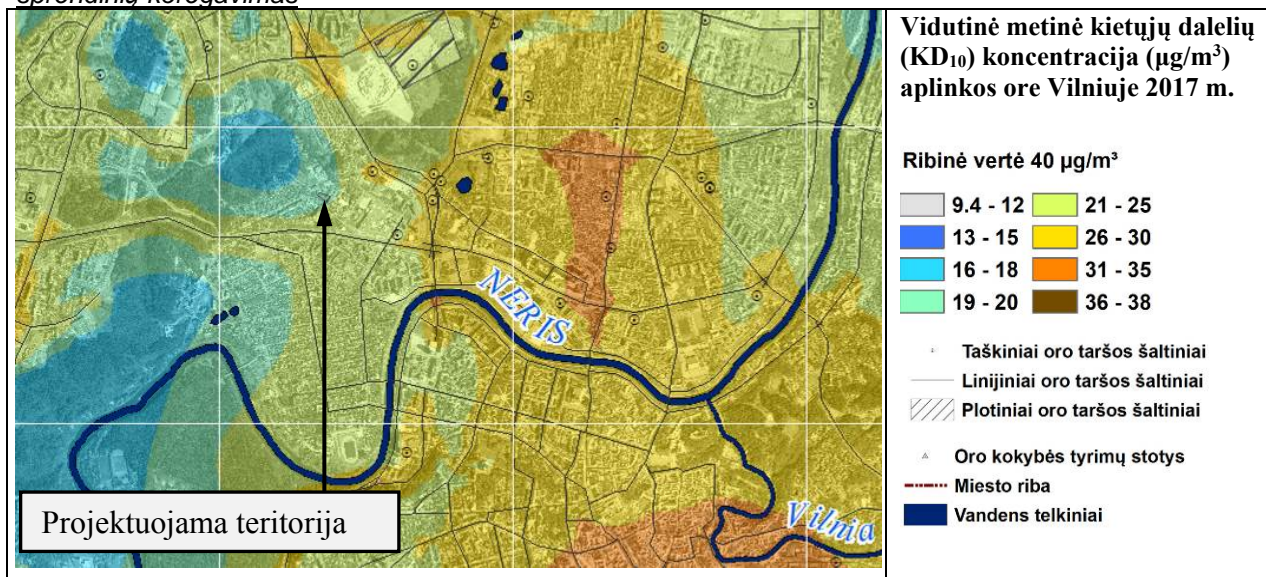 sprendinių koregavimas
Vidutinė metinė kietųjų dalelių
(KD10) koncentracija (µg/m³)
aplinkos ore Vilniuje 2017 m.
Ribinė vertė 40 µg/m³
9.4 - 12
21 - 25
13 - 15
26 - 30
16 - 18
31 - 35
19 - 20
36 - 38
Taškiniai oro taršos šaltiniai
Linijiniai oro taršos šaltiniai
Plotiniai oro taršos šaltiniai
Oro kokybės tyrimų stotys
Miesto riba
Vandens telkiniai
NERIS
Vilnia
Projektuojama teritorija